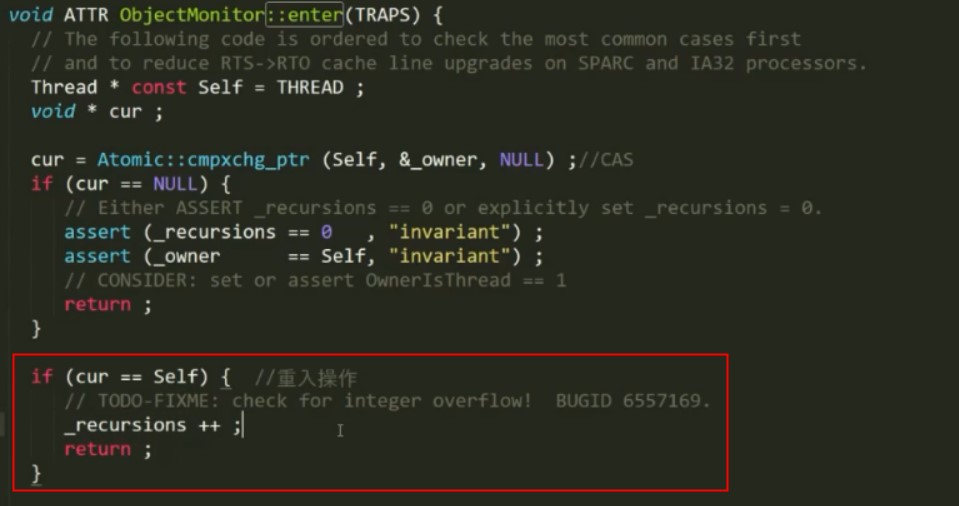 void ATTR ObjectMonitor::enter(TRAPS) {
// The following code is ordered to check the most common cases first
// and to reduce RTS->RTO cache line upgrades on SPARC and IA32 processors.
Thread * const Self = THREAD ;
void * cur ;
cur = Atomic::cmpxchg_ptr (Self, &_owner, NULL) ;//CAS
if (cur == NULL) {
// Either ASSERT _recursions == 0 or explicitly set _recursions = 0.
assert (_recursions == 0   , "invariant") ;
assert (_owner      == Self, "invariant") ;
// CONSIDER: set or assert OwnerIsThread == 1
return ;
}
if (cur == Self) {  //重入操作
// TODO-FIXME: check for integer overflow!  BUGID 6557169.
_recursions ++ ;
return ;
}